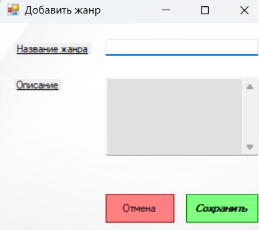 Добавить жанр
Название жанра
Описание
Отмена Сохранить